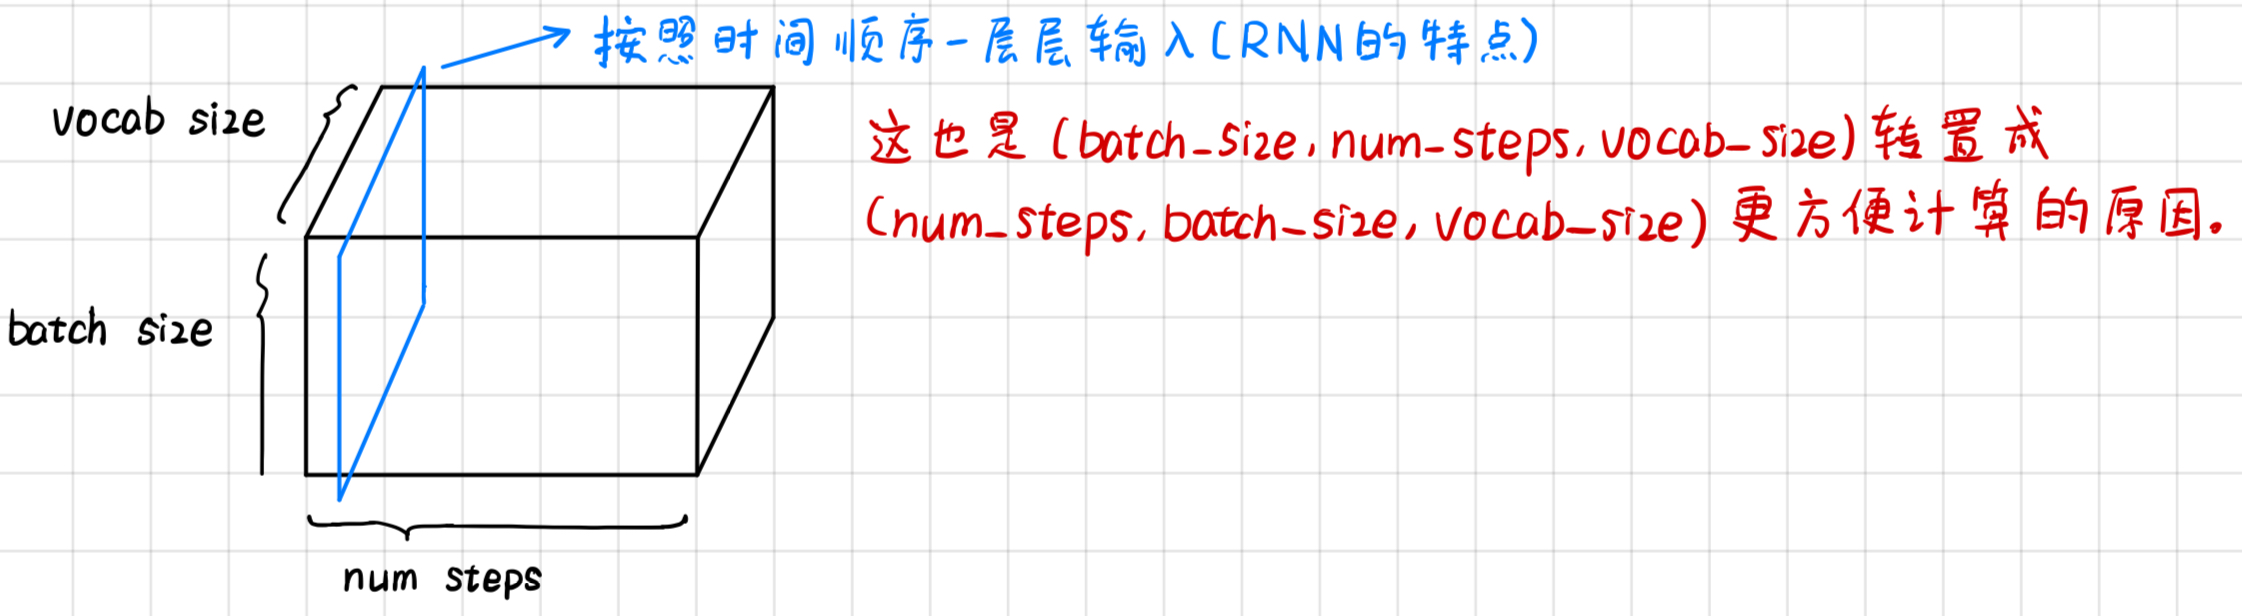 按照时间顺序一层层输入(RNN的特点)
vocab size
这也是(batch_size, num_steps, vocab_size)转置成
(num_steps, batch_size, vocab_size)更方便计算的原因。
batch size
num steps